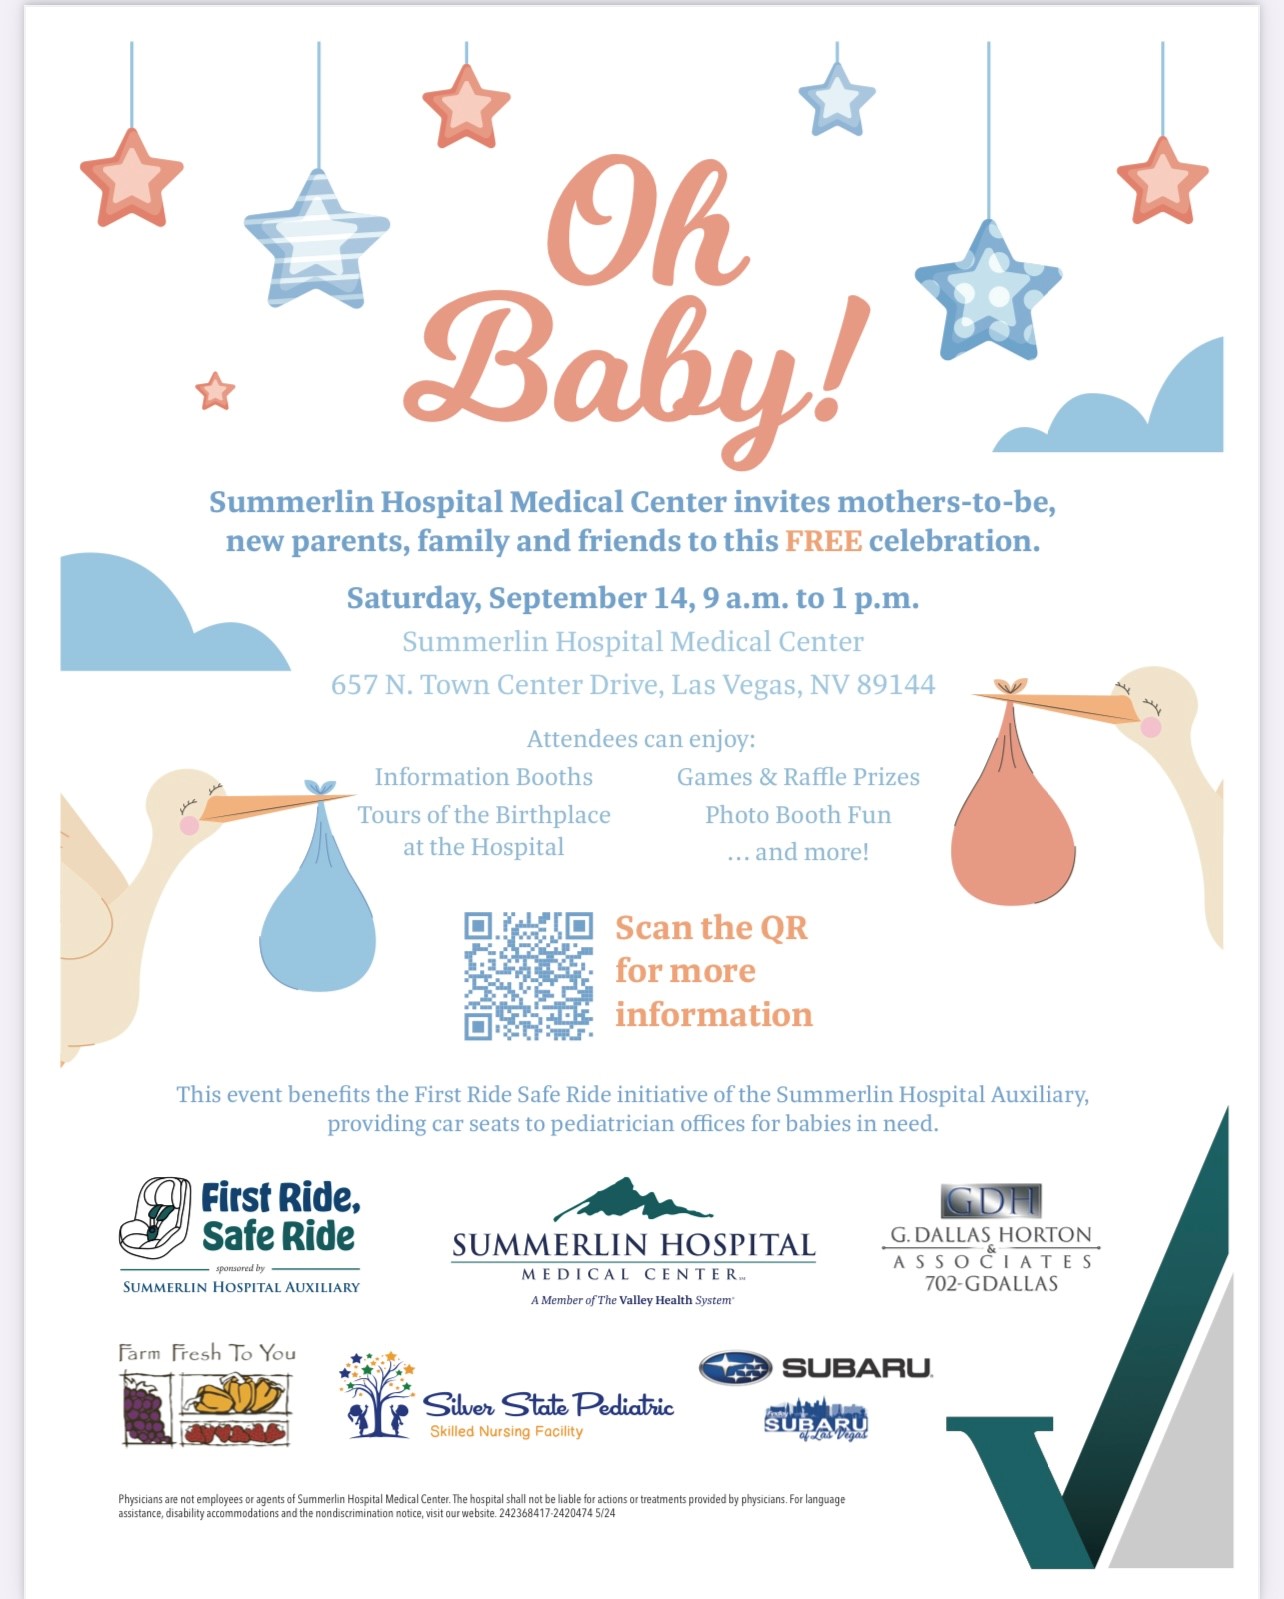 Oh
Baby!
Summerlin Hospital Medical Center invites mothers-to-be,
new parents, family and friends to this FREE celebration.
Saturday, September 14, 9 a.m. to 1 p.m.
Summerlin Hospital Medical Center
657 N. Town Center Drive, Las Vegas, NV 89144
Attendees can enjoy:
Information Booths
Tours of the Birthplace
at the Hospital
Games & Raffle Prizes
Photo Booth Fun
...and more!
Scan the QR
for more
information
This event benefits the First Ride Safe Ride initiative of the Summerlin Hospital Auxiliary,
providing car seats to pediatrician offices for babies in need.
First Ride,
Safe Ride
sponsored by
SUMMERLIN HOSPITAL AUXILIARY
SUMMERLIN HOSPITAL
MEDICAL CENTER℠
A Member of The Valley Health System
GDH
G. DALLAS HORTON
&
ASSOCIATES
702-GDALLAS
Farm Fresh To You
Silver State Pediatric
Skilled Nursing Facility
SUBARU
SUBARU
of Las Vegas
Physicians are not employees or agents of Summerlin Hospital Medical Center. The hospital shall not be liable for actions or treatments provided by physicians. For language
assistance, disability accommodations and the nondiscrimination notice, visit our website. 242368417-2420474 5/24